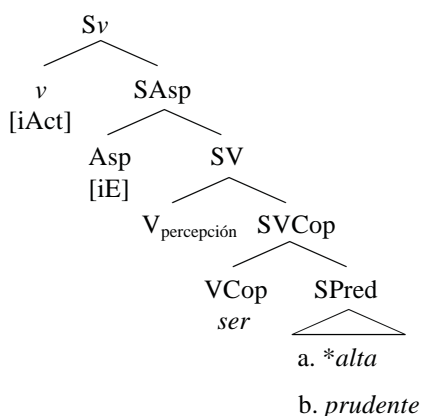 Sv
v SAsp
[iAct]
Asp SV
[iE]
Vpercepción SVCop
VCop SPred
ser
a. *alta
b. prudente